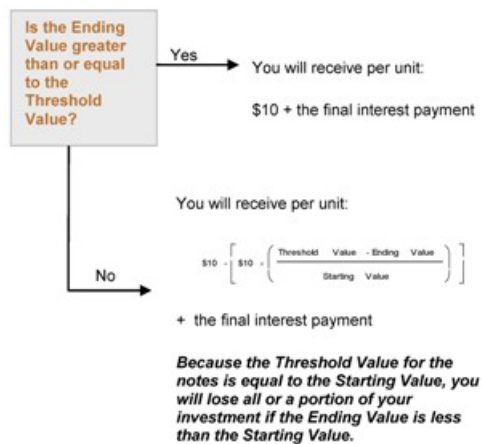 Is the Ending
Value greater
than or equal
to the
Threshold
Value?
Yes
You will receive per unit:
$10 + the final interest payment
You will receive per unit:
$10 - [ $10 - ( Threshold Value - Ending Value
Starting Value ) ]
No
+ the final interest payment
Because the Threshold Value for the
notes is equal to the Starting Value, you
will lose all or a portion of your
investment if the Ending Value is less
than the Starting Value.